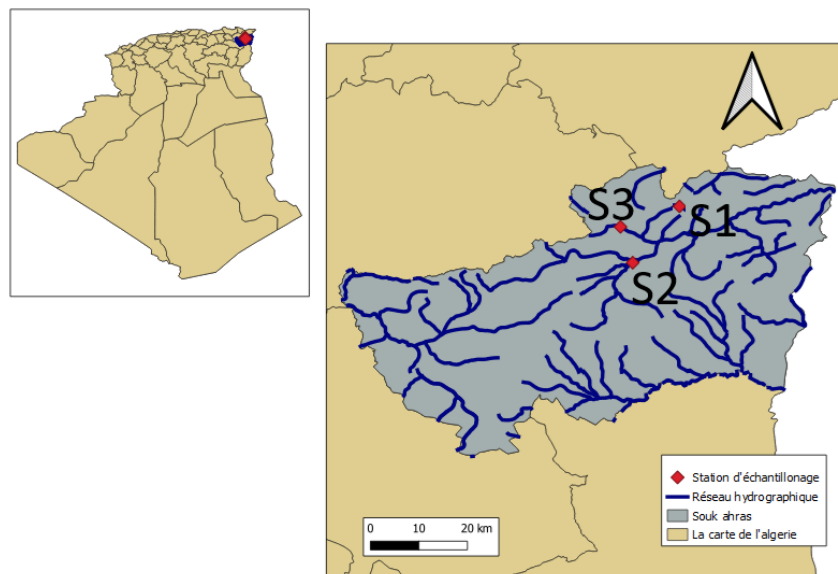 S3
S1
S2
Station d'échantillonage
Réseau hydrographique
Souk ahras
La carte de l'algerie
0 10 20 km